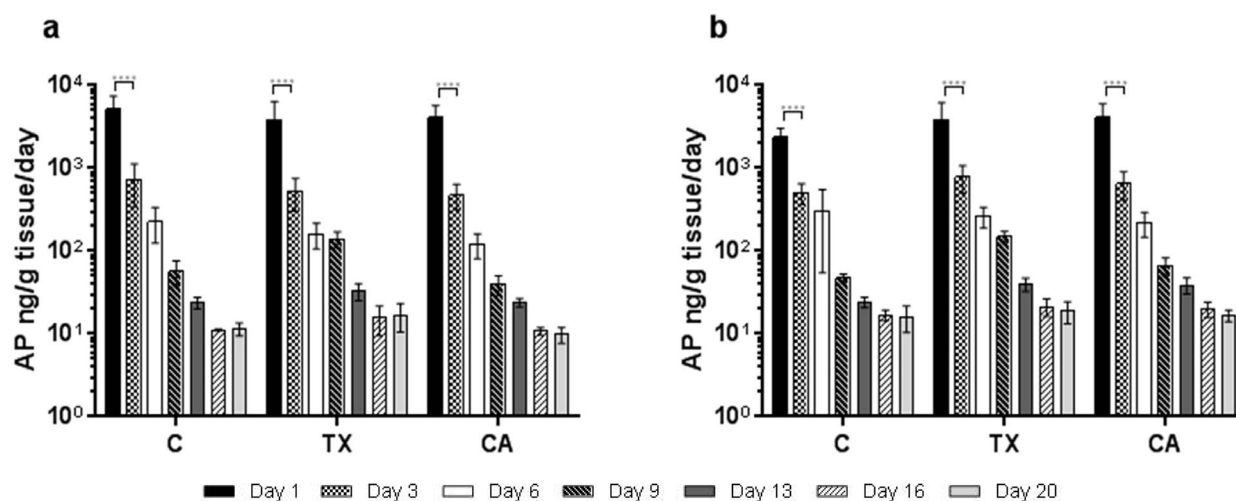 a b
**** **** **** **** **** ****
AP ng/g tissue/day
10⁴
10³
10²
10¹
10⁰
C TX CA
AP ng/g tissue/day
10⁴
10³
10²
10¹
10⁰
C TX CA
Day 1 Day 3 Day 6 Day 9 Day 13 Day 16 Day 20